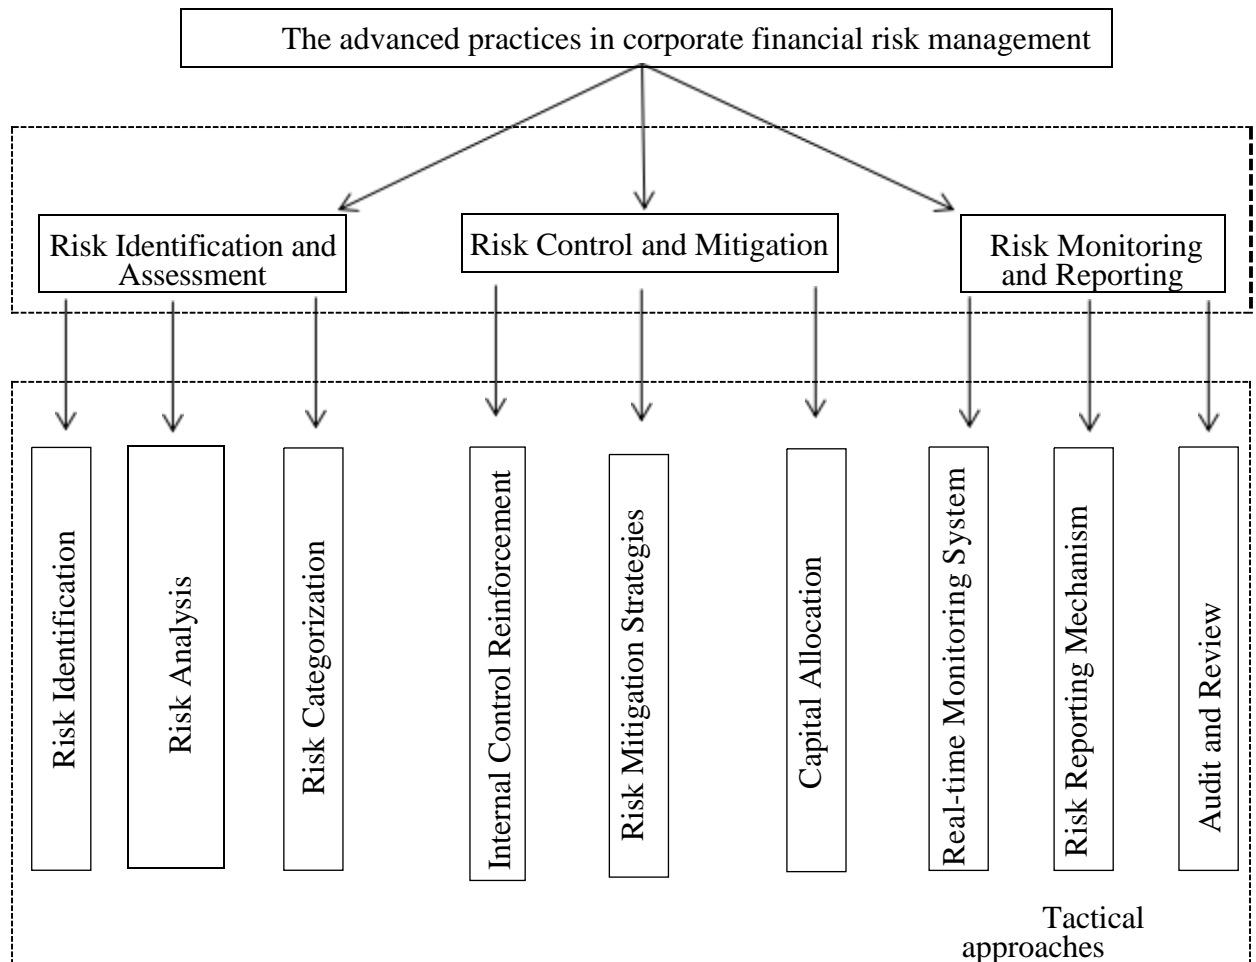 The advanced practices in corporate financial risk management
Risk Identification and
Assessment
Risk Control and Mitigation
Risk Monitoring
and Reporting
Risk Identification
Risk Analysis
Risk Categorization
Internal Control Reinforcement
Risk Mitigation Strategies
Capital Allocation
Real-time Monitoring System
Risk Reporting Mechanism
Audit and Review
Tactical
approaches